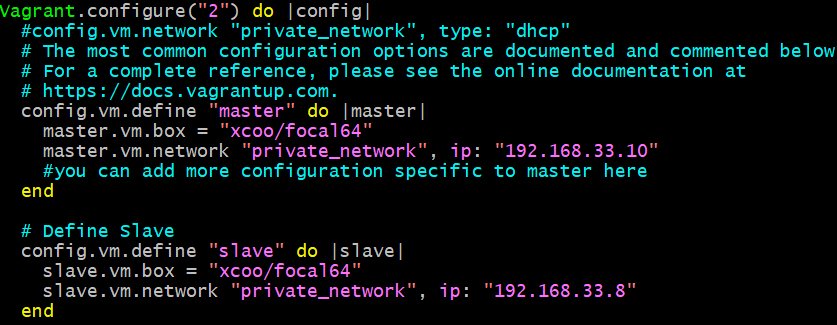 Vagrant.configure("2") do |config|
  #config.vm.network "private_network", type: "dhcp"
  # The most common configuration options are documented and commented below
  # For a complete reference, please see the online documentation at
  # https://docs.vagrantup.com.
  config.vm.define "master" do |master|
    master.vm.box = "xcoo/focal64"
    master.vm.network "private_network", ip: "192.168.33.10"
    #you can add more configuration specific to master here
  end

  # Define Slave
  config.vm.define "slave" do |slave|
    slave.vm.box = "xcoo/focal64"
    slave.vm.network "private_network", ip: "192.168.33.8"
  end